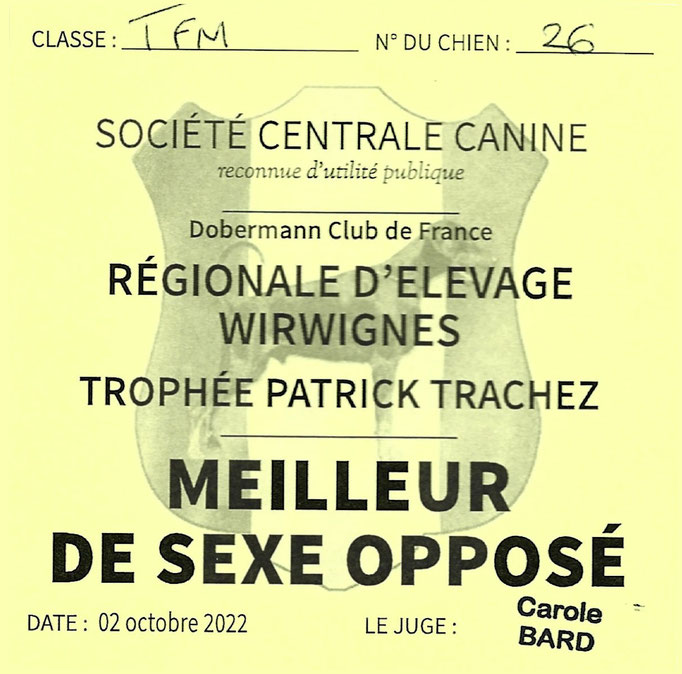 CLASSE : TFM N° DU CHIEN : 26
SOCIÉTÉ CENTRALE CANINE
reconnue d'utilité publique
Dobermann Club de France
RÉGIONALE D'ELEVAGE
WIRWIGNES
TROPHÉE PATRICK TRACHEZ
MEILLEUR
DE SEXE OPPOSÉ
DATE : 02 octobre 2022 LE JUGE : Carole
BARD